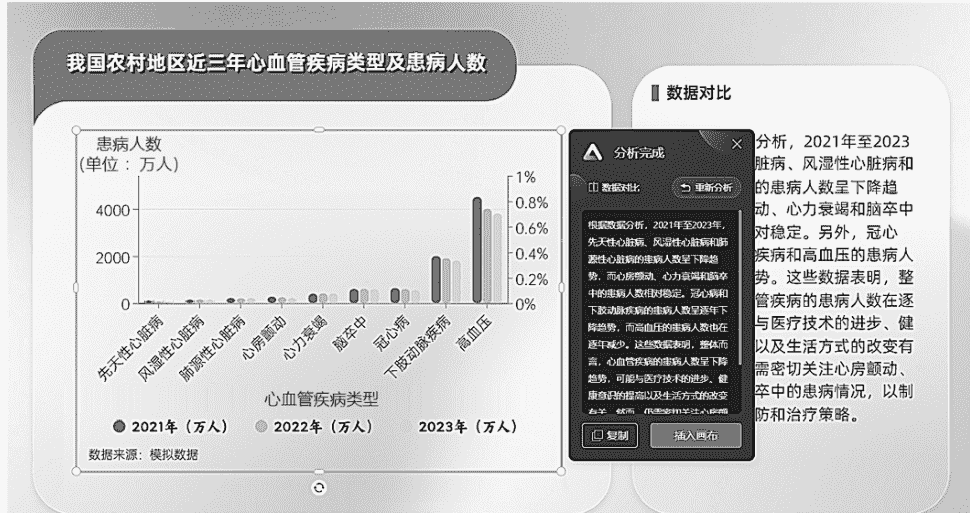 我国农村地区近三年心血管疾病类型及患病人数
患病人数
(单位 ：万人)
4000
2000
0
1%
0.8%
0.6%
0.4%
0.2%
0%
先天性心脏病
风湿性心脏病
肺源性心脏病
心房颤动
心力衰竭
脑卒中
冠心病
下肢动脉疾病
高血压
心血管疾病类型
2021年（万人）
2022年（万人）
2023年（万人）
数据来源：模拟数据
分析完成
数据对比
重新分析
根据数据分析，2021年至2023年，
先天性心脏病、风湿性心脏病和肺
源性心脏病的患病人数呈下降趋
势，而心房颤动、心力衰竭和脑卒
中的患病人数相对稳定。冠心病和
下肢动脉疾病的患病人数呈逐年下
降趋势，而高血压的患病人数也在
逐年减少。这些数据表明，整体而
言，心血管疾病的患病人数呈下降
趋势，可能与医疗技术的进步、健
康意识的提高以及生活方式的改变
有关。然而，仍需密切关注心房颤
复制
插入画布
数据对比
分析，2021年至2023
脏病、风湿性心脏病和
的患病人数呈下降趋
动、心力衰竭和脑卒中
对稳定。另外，冠心
疾病和高血压的患病人
势。这些数据表明，整
管疾病的患病人数在逐
与医疗技术的进步、健
以及生活方式的改变有
需密切关注心房颤动、
卒中的患病情况，以制
防和治疗策略。